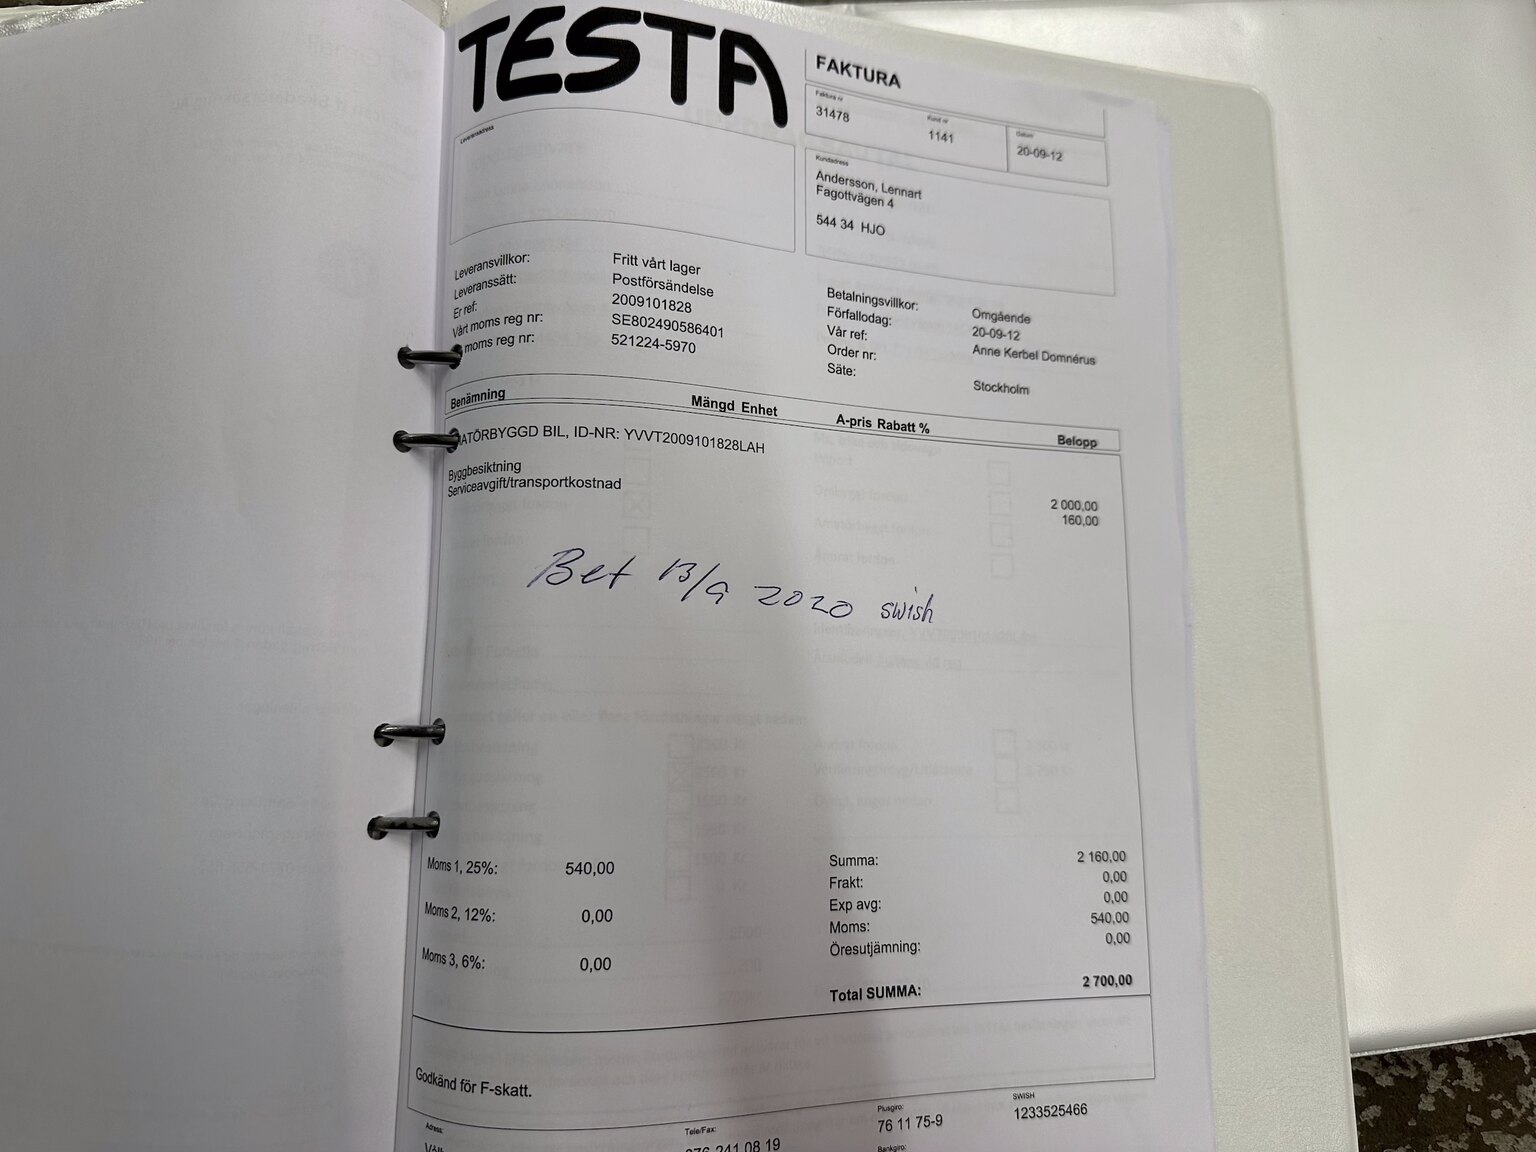 TESTA
FAKTURA
Faktura nr
31478
Kund nr
1141
Datum
20-09-12
Leveransadress
Kundadress
Andersson, Lennart
Fagottvägen 4
544 34 HJO
Leveransvillkor: Fritt vårt lager
Leveranssätt: Postförsändelse
Er ref: 2009101828
Vårt moms reg nr: SE802490586401
moms reg nr: 521224-5970
Betalningsvillkor: Omgående
Förfallodag: 20-09-12
Vår ref: Anne Kerbel Domnérus
Order nr:
Säte: Stockholm
Benämning Mängd Enhet A-pris Rabatt % Belopp
ATÖRBYGGD BIL, ID-NR: YVVT2009101828LAH
Byggbesiktning 2 000,00
Serviceavgift/transportkostnad 160,00
Bet 13/9 2020 swish
Moms 1, 25%: 540,00
Moms 2, 12%: 0,00
Moms 3, 6%: 0,00
Summa: 2 160,00
Frakt: 0,00
Exp avg: 0,00
Moms: 540,00
Öresutjämning: 0,00
Total SUMMA: 2 700,00
Godkänd för F-skatt.
Adress:
Tele/Fax:
076-241 08 19
Plusgiro:
76 11 75-9
Bankgiro:
SWISH
1233525466